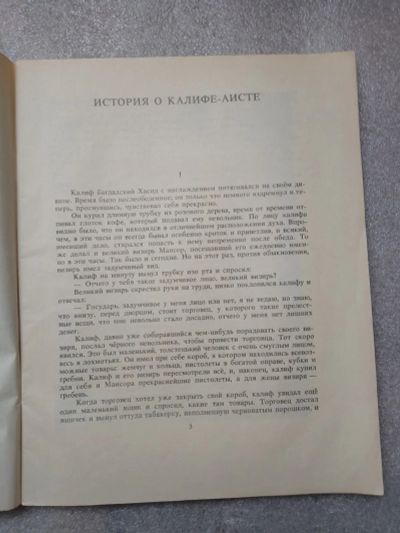 ИСТОРИЯ О КАЛИФЕ-АИСТЕ
1
Калиф Багдадский Хасид с наслаждением потягивался на своём ди-
ване. Время было послеобеденное; он только что немного вздремнул и те-
перь, проснувшись, чувствовал себя прекрасно.
Он курил длинную трубку из розового дерева, время от времени от-
пивал глоток кофе, который подавал ему невольник. По лицу калифа
видно было, что он находился в отличнейшем расположении духа. Впро-
чем, в эти часы он всегда бывал особенно кроток и приветлив, и всякий,
имевший дело, старался попасть к нему непременно после обеда. То
же делал и великий визирь Мансор, посещавший его ежедневно имен-
но в эти часы. Так было и сегодня. Но на этот раз, против обыкновения,
визирь имел задумчивый вид.
Калиф на минуту вынул трубку изо рта и спросил:
— Отчего у тебя такое задумчивое лицо, великий визирь?
Великий визирь скрестил руки на груди, низко поклонился калифу и
отвечал:
— Государь, задумчивое у меня лицо или нет, я не ведаю, но знаю,
что внизу, перед дворцом, стоит торговец, у которого такие прелест-
ные вещи, что мне невольно стало досадно, отчего у меня нет лишних
денег.
Калиф, давно уже собиравшийся чем-нибудь порадовать своего ви-
зиря, послал чёрного невольника, чтобы привести торговца. Тот скоро
явился. Это был маленький, толстенький человек с очень смуглым лицом,
весь в лохмотьях. Он имел при себе короб, в котором находились всевоз-
можные товары: жемчуг и кольца, пистолеты в богатой оправе, кубки и
гребни. Калиф и его визирь пересмотрели всё, и, наконец, калиф купил
для себя и Мансора прекраснейшие пистолеты, а для жены визиря —
гребень.
Когда торговец хотел уже закрыть свой короб, калиф увидал ещё
один маленький ящик и спросил, какие там товары. Торговец достал
ящичек и вынул оттуда табакерку, наполненную черноватым порошком, и
3